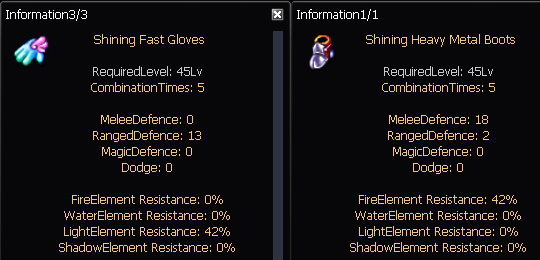 Information3/3
Shining Fast Gloves
RequiredLevel: 45Lv
CombinationTimes: 5
MeleeDefence: 0
RangedDefence: 13
MagicDefence: 0
Dodge: 0
FireElement Resistance: 0%
WaterElement Resistance: 0%
LightElement Resistance: 42%
ShadowElement Resistance: 0%
Information1/1
Shining Heavy Metal Boots
RequiredLevel: 45Lv
CombinationTimes: 5
MeleeDefence: 18
RangedDefence: 2
MagicDefence: 0
Dodge: 0
FireElement Resistance: 42%
WaterElement Resistance: 0%
LightElement Resistance: 0%
ShadowElement Resistance: 0%